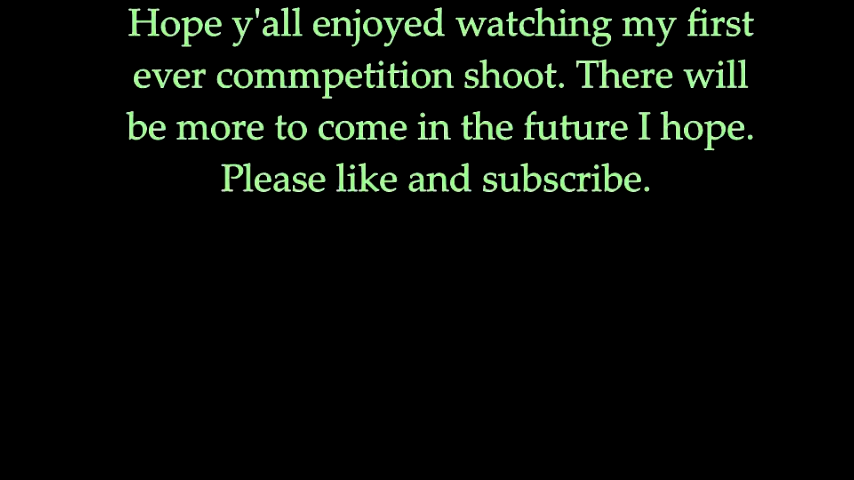 Hope y'all enjoyed watching my first
ever commpetition shoot. There will
be more to come in the future I hope.
Please like and subscribe.